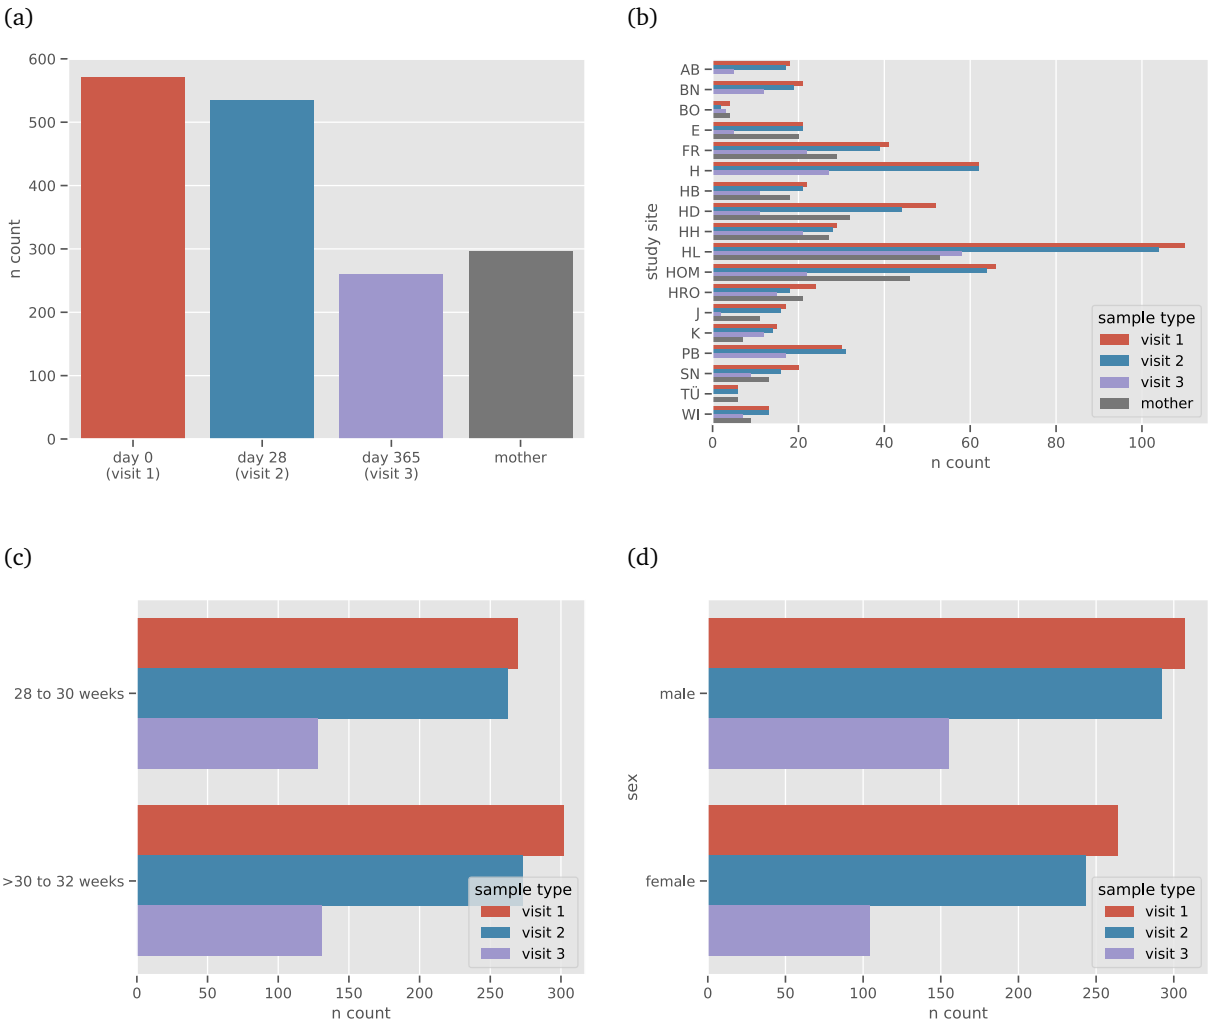 (a)
600
500
400
300
200
100
0
n count
day 0
(visit 1)
day 28
(visit 2)
day 365
(visit 3)
mother
(b)
study site
AB
BN
BO
E
FR
H
HB
HD
HH
HL
HOM
HRO
J
K
PB
SN
TÜ
WI
sample type
visit 1
visit 2
visit 3
mother
0 20 40 60 80 100
n count
(c)
28 to 30 weeks
>30 to 32 weeks
sample type
visit 1
visit 2
visit 3
0 50 100 150 200 250 300
n count
(d)
sex
male
female
sample type
visit 1
visit 2
visit 3
0 50 100 150 200 250 300
n count